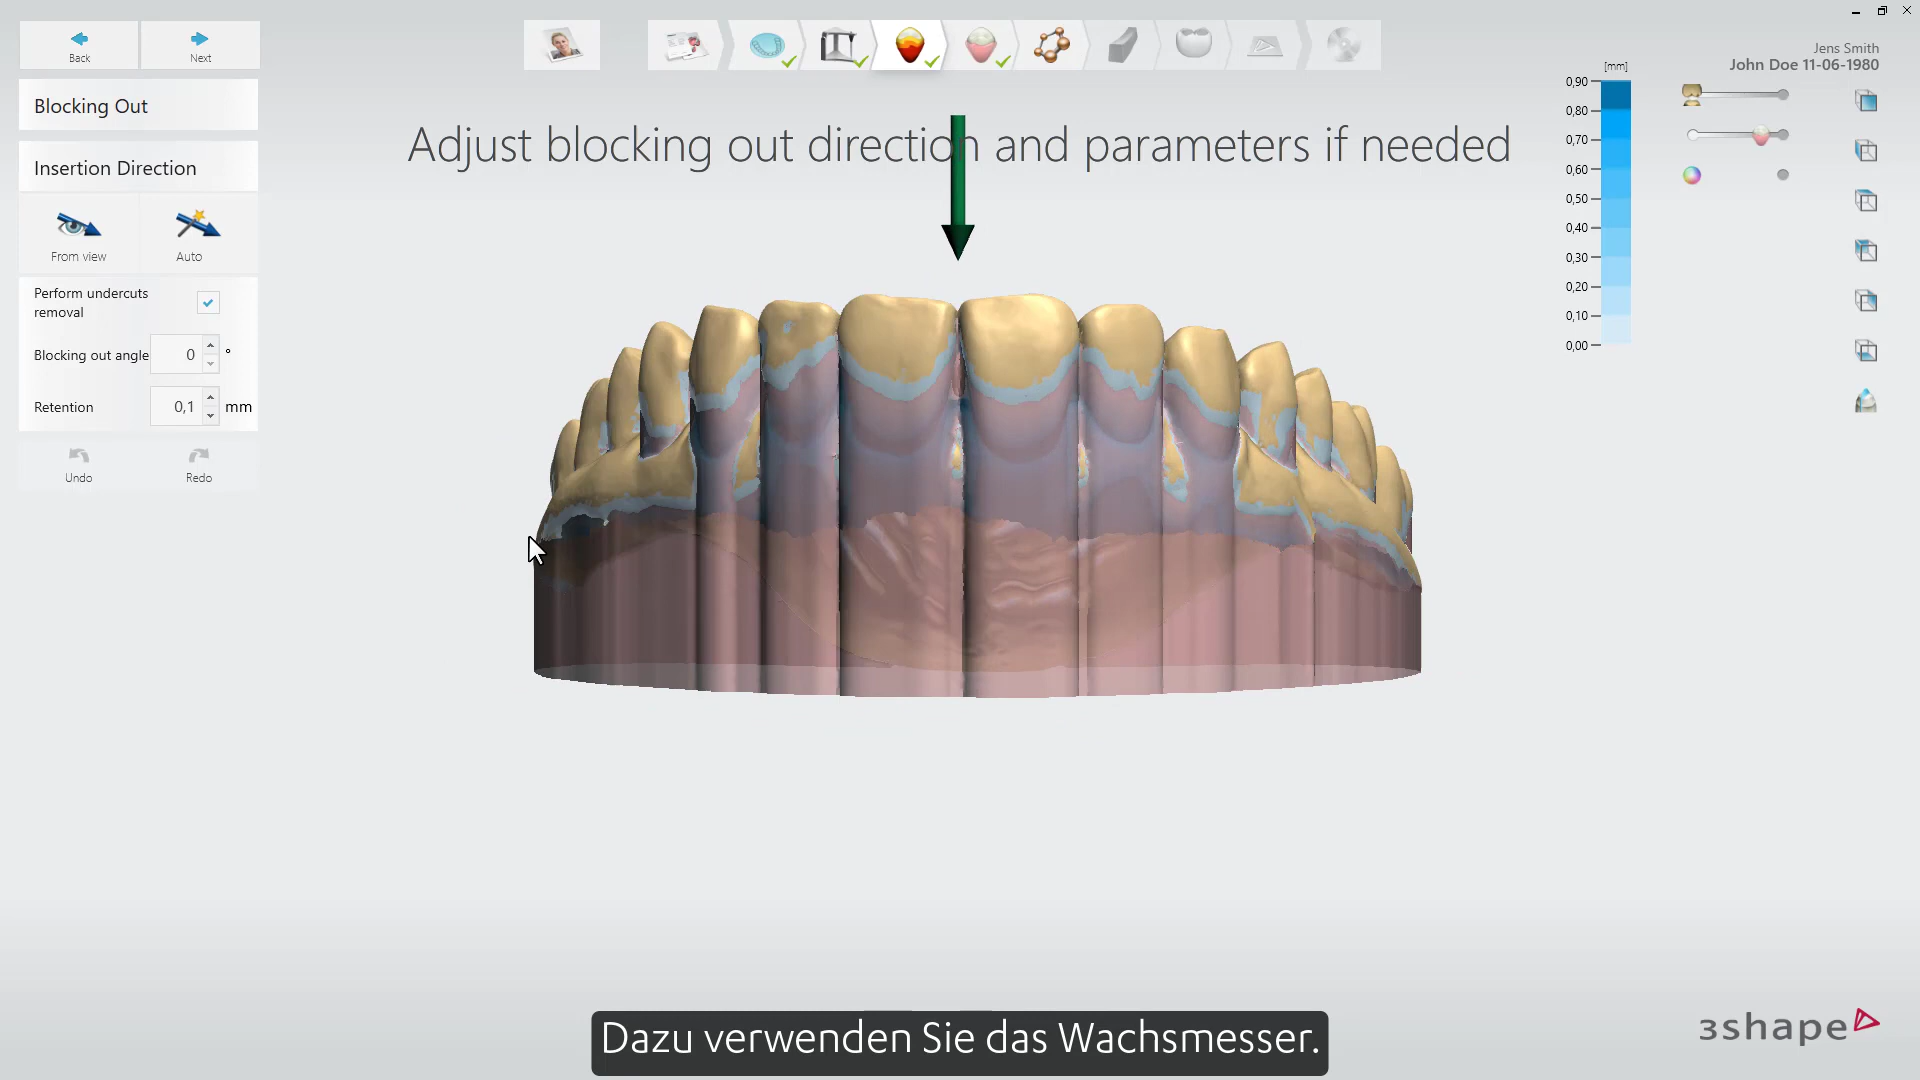 Back
Next
Jens Smith
John Doe 11-06-1980
[mm]
Blocking Out
Insertion Direction
From view
Auto
Perform undercuts
removal
Blocking out angle 0 °
Retention 0,1 mm
Undo
Redo
Adjust blocking out direction and parameters if needed
0,90
0,80
0,70
0,60
0,50
0,40
0,30
0,20
0,10
0,00
Dazu verwenden Sie das Wachsmesser.
3shape